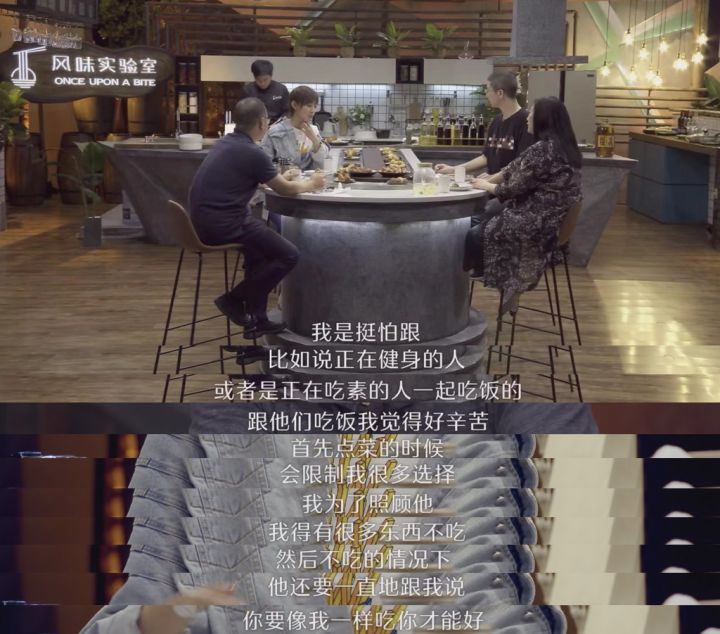 风味实验室
ONCE UPON A BITE
我是挺怕跟
比如说正在健身的人
或者是正在吃素的人一起吃饭的
跟他们吃饭我觉得好辛苦
首先点菜的时候
会限制我很多选择
我为了照顾他
我得有很多东西不吃
然后不吃的情况下
他还要一直地跟我说
你要像我一样吃你才能好